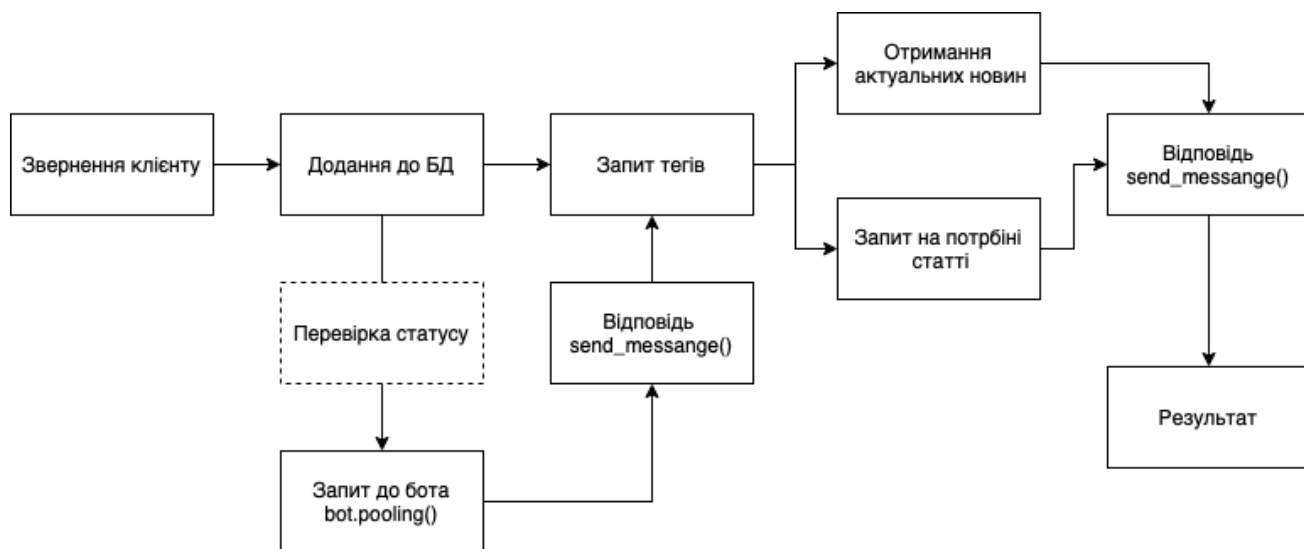 Отримання
актуальних новин
Звернення клієнту
Додання до БД
Запит тегів
Відповідь
send_messange()
Запит на потрбіні
статті
Перевірка статусу
Відповідь
send_messange()
Результат
Запит до бота
bot.pooling()